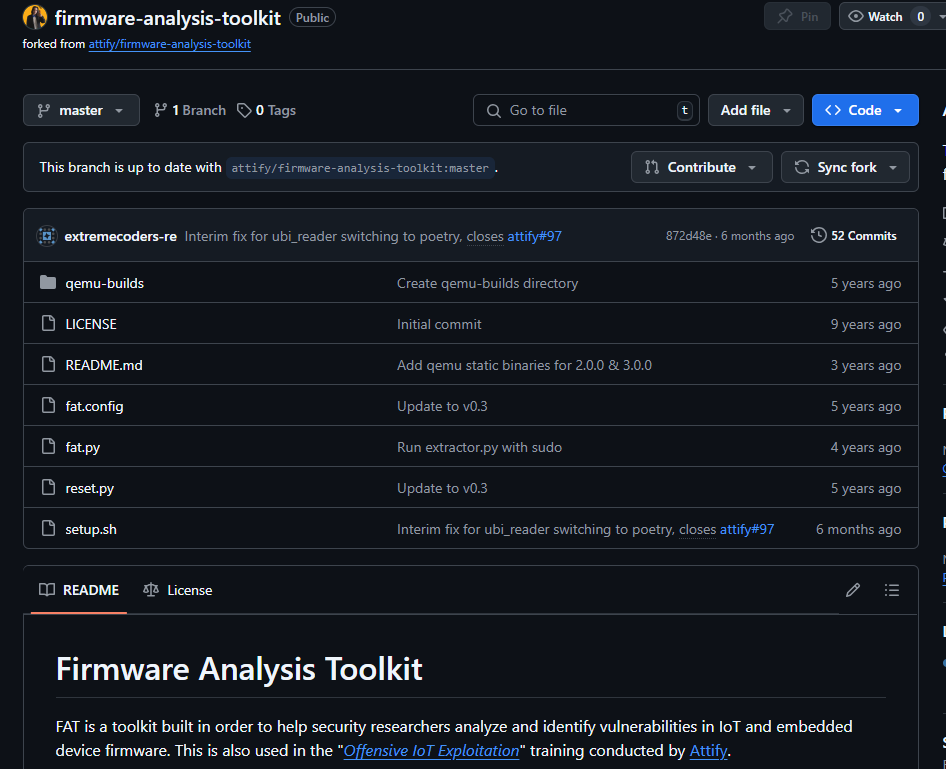 firmware-analysis-toolkit Public Pin Watch 0
forked from attify/firmware-analysis-toolkit
master 1 Branch 0 Tags Go to file t Add file Code
This branch is up to date with attify/firmware-analysis-toolkit:master . Contribute Sync fork
extremecoders-re Interim fix for ubi_reader switching to poetry, closes attify#97 872d48e · 6 months ago 52 Commits
qemu-builds Create qemu-builds directory 5 years ago
LICENSE Initial commit 9 years ago
README.md Add qemu static binaries for 2.0.0 & 3.0.0 3 years ago
fat.config Update to v0.3 5 years ago
fat.py Run extractor.py with sudo 4 years ago
reset.py Update to v0.3 5 years ago
setup.sh Interim fix for ubi_reader switching to poetry, closes attify#97 6 months ago
README License
Firmware Analysis Toolkit
FAT is a toolkit built in order to help security researchers analyze and identify vulnerabilities in IoT and embedded
device firmware. This is also used in the "Offensive IoT Exploitation" training conducted by Attify.